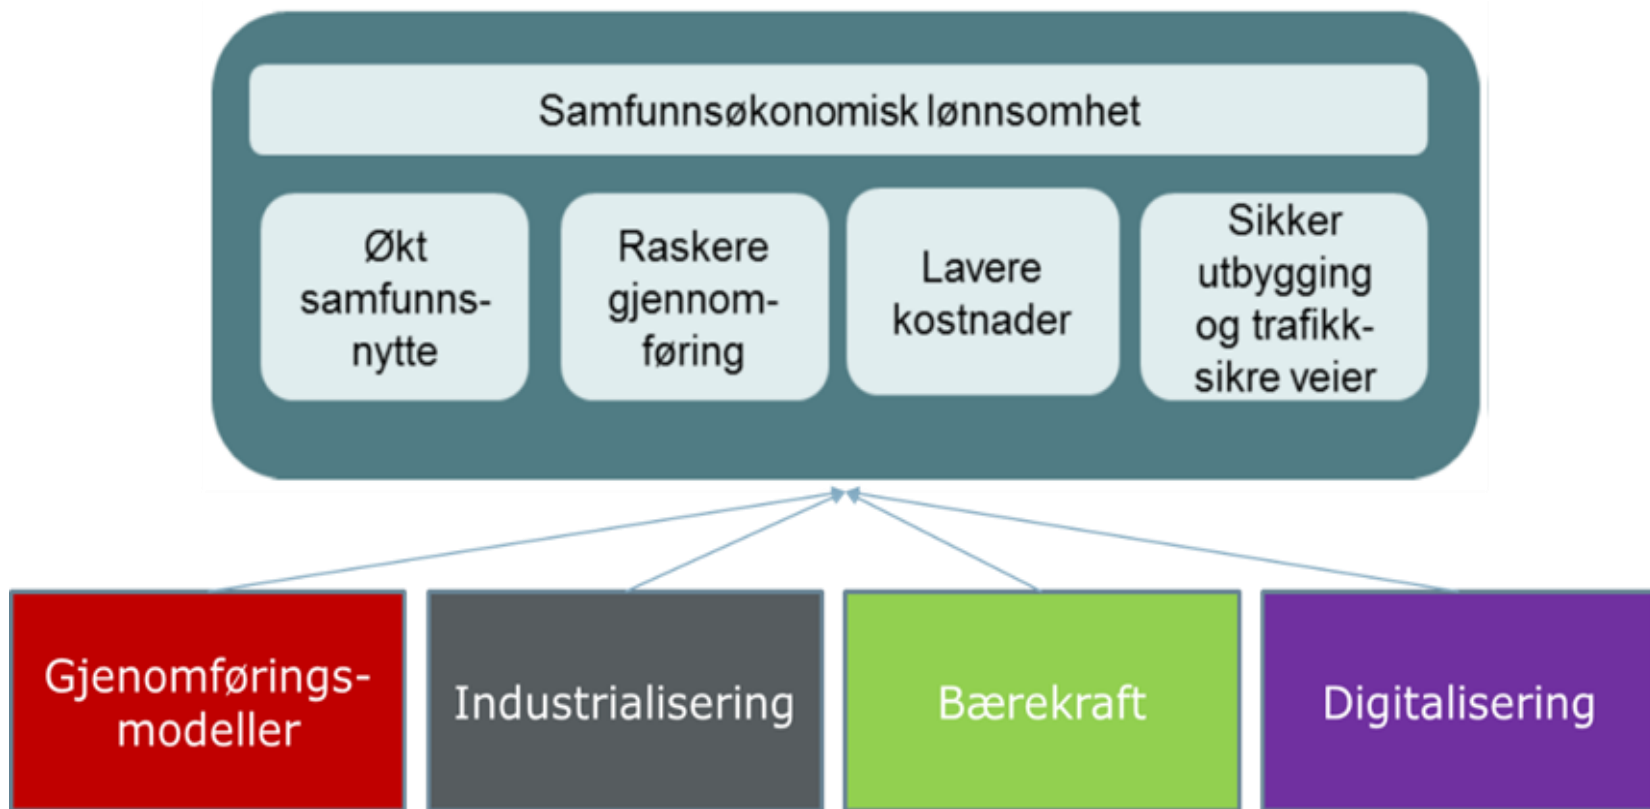 Samfunnsøkonomisk lønnsomhet
Økt
samfunns-
nytte
Raskere
gjennom-
føring
Lavere
kostnader
Sikker
utbygging
og trafikk-
sikre veier
Gjenomførings-
modeller
Industrialisering
Bærekraft
Digitalisering